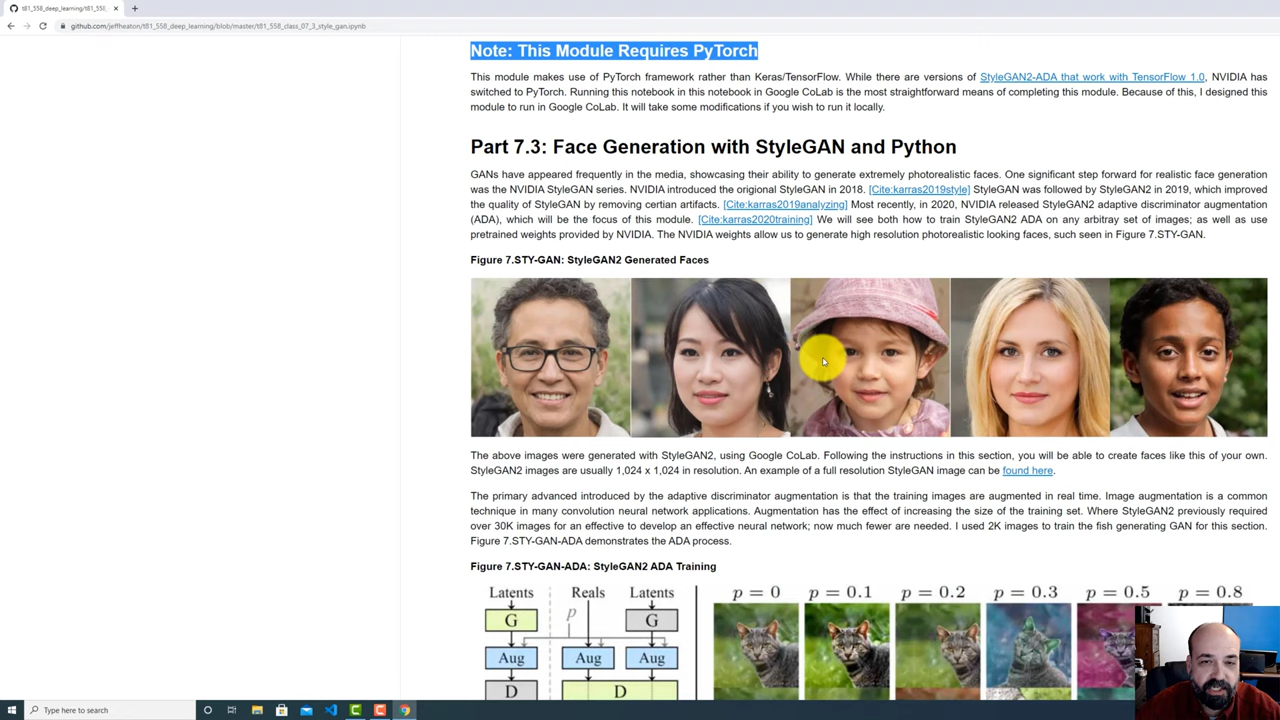 t81_558_deep_learning/t81_558_
github.com/jeffheaton/t81_558_deep_learning/blob/master/t81_558_class_07_3_style_gan.ipynb
Note: This Module Requires PyTorch
This module makes use of PyTorch framework rather than Keras/TensorFlow. While there are versions of StyleGAN2-ADA that work with TensorFlow 1.0, NVIDIA has
switched to PyTorch. Running this notebook in this notebook in Google CoLab is the most straightforward means of completing this module. Because of this, I designed this
module to run in Google CoLab. It will take some modifications if you wish to run it locally.
Part 7.3: Face Generation with StyleGAN and Python
GANs have appeared frequently in the media, showcasing their ability to generate extremely photorealistic faces. One significant step forward for realistic face generation
was the NVIDIA StyleGAN series. NVIDIA introduced the origional StyleGAN in 2018. [Cite:karras2019style] StyleGAN was followed by StyleGAN2 in 2019, which improved
the quality of StyleGAN by removing certian artifacts. [Cite:karras2019analyzing] Most recently, in 2020, NVIDIA released StyleGAN2 adaptive discriminator augmentation
(ADA), which will be the focus of this module. [Cite:karras2020training] We will see both how to train StyleGAN2 ADA on any arbitray set of images; as well as use
pretrained weights provided by NVIDIA. The NVIDIA weights allow us to generate high resolution photorealistic looking faces, such seen in Figure 7.STY-GAN.
Figure 7.STY-GAN: StyleGAN2 Generated Faces
The above images were generated with StyleGAN2, using Google CoLab. Following the instructions in this section, you will be able to create faces like this of your own.
StyleGAN2 images are usually 1,024 x 1,024 in resolution. An example of a full resolution StyleGAN image can be found here.
The primary advanced introduced by the adaptive discriminator augmentation is that the training images are augmented in real time. Image augmentation is a common
technique in many convolution neural network applications. Augmentation has the effect of increasing the size of the training set. Where StyleGAN2 previously required
over 30K images for an effective to develop an effective neural network; now much fewer are needed. I used 2K images to train the fish generating GAN for this section.
Figure 7.STY-GAN-ADA demonstrates the ADA process.
Figure 7.STY-GAN-ADA: StyleGAN2 ADA Training
Latents Reals Latents p = 0 p = 0.1 p = 0.2 p = 0.3 p = 0.5 p = 0.8
p
G G
Aug Aug Aug
D D
Type here to search